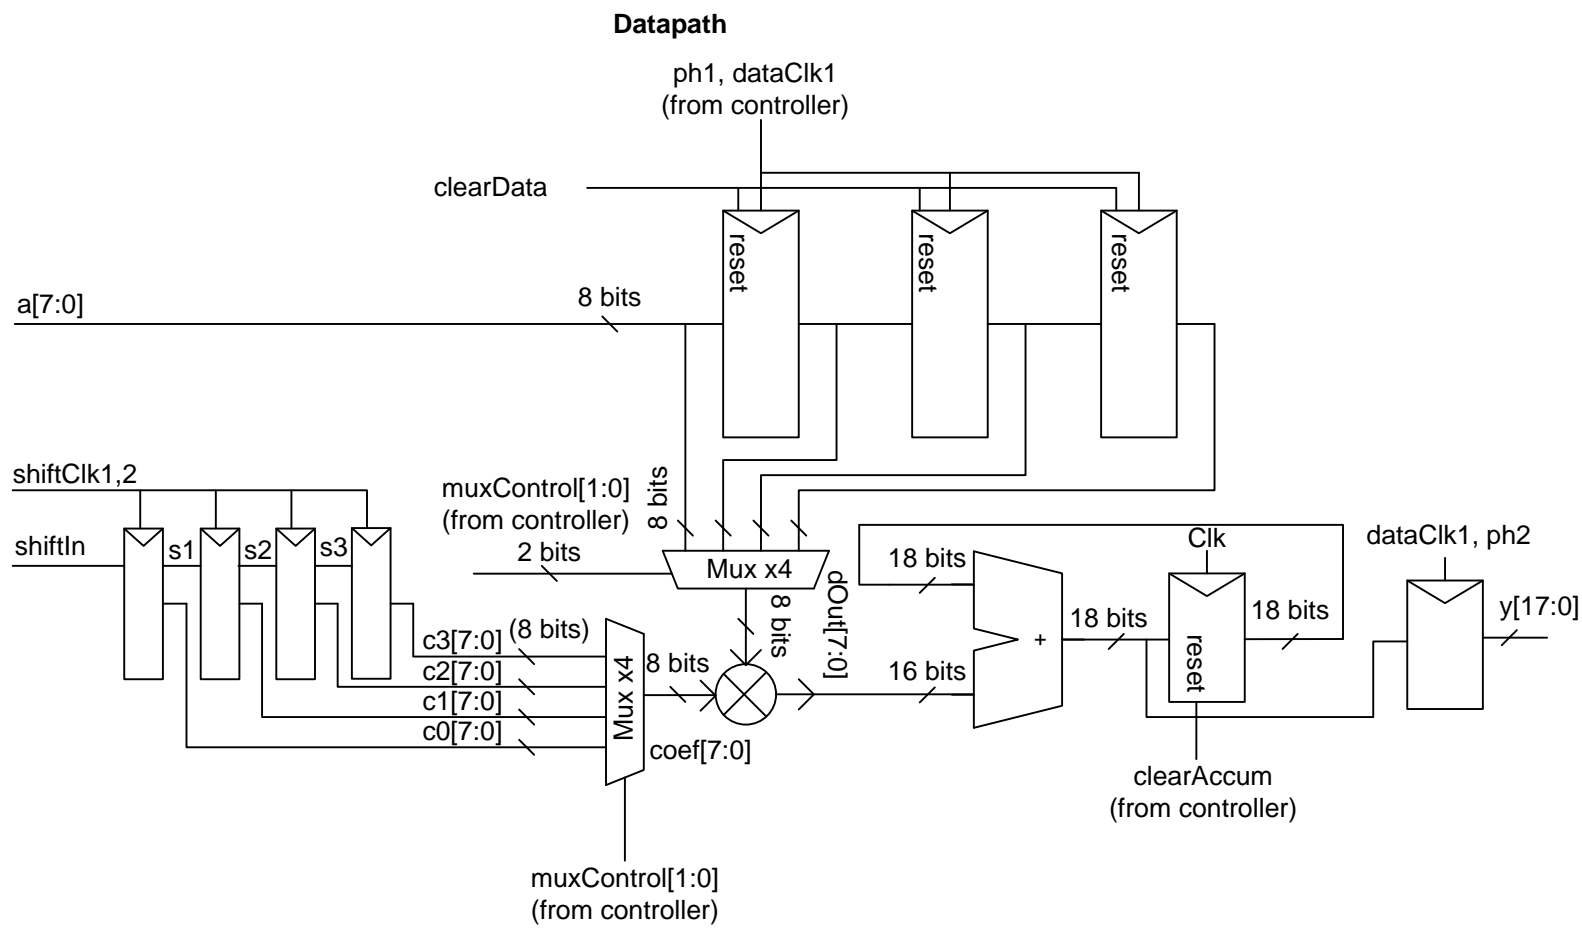 Datapath
ph1, dataClk1
(from controller)
clearData
reset
reset
reset
a[7:0]
8 bits
shiftClk1,2
muxControl[1:0]
(from controller)
8 bits
shiftIn
s1
s2
s3
2 bits
Mux x4
8 bits
dOut[7:0]
18 bits
Clk
dataClk1, ph2
c3[7:0]
(8 bits)
c2[7:0]
c1[7:0]
c0[7:0]
Mux x4
8 bits
coef[7:0]
16 bits
+
18 bits
reset
18 bits
y[17:0]
clearAccum
(from controller)
muxControl[1:0]
(from controller)